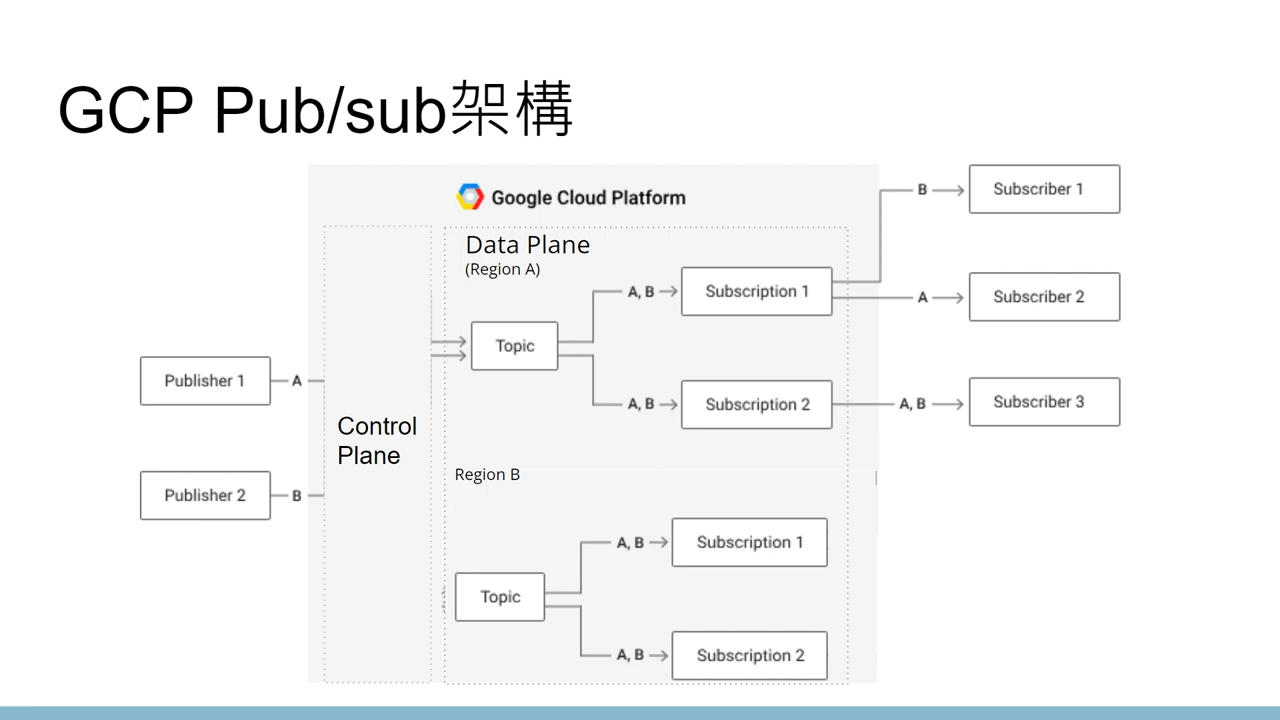 GCP Pub/sub架構
Google Cloud Platform
Data Plane
(Region A)
B
Subscriber 1
A, B
Subscription 1
A
Subscriber 2
Topic
Publisher 1
A
A, B
Subscription 2
A, B
Subscriber 3
Control
Plane
Publisher 2
B
Region B
A, B
Subscription 1
Topic
A, B
Subscription 2